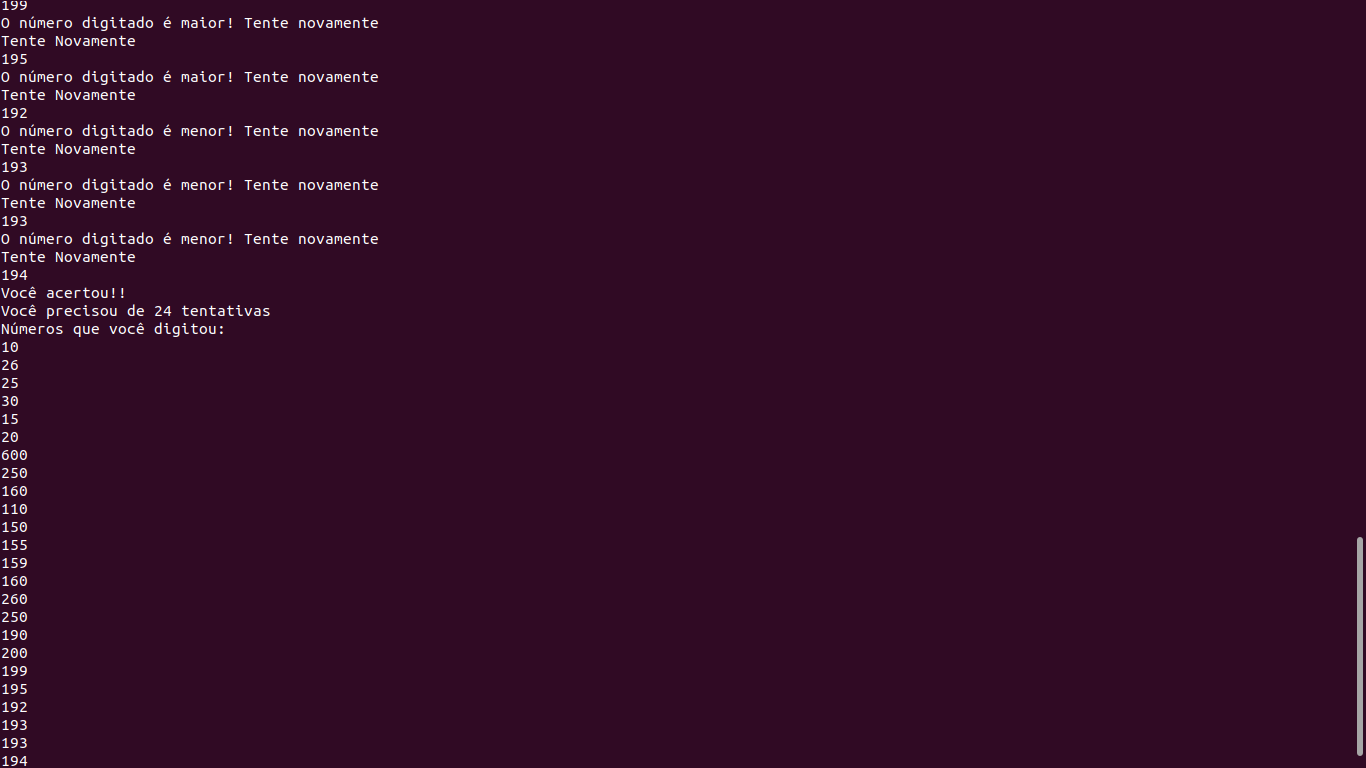 199
O número digitado é maior! Tente novamente
Tente Novamente
195
O número digitado é maior! Tente novamente
Tente Novamente
192
O número digitado é menor! Tente novamente
Tente Novamente
193
O número digitado é menor! Tente novamente
Tente Novamente
193
O número digitado é menor! Tente novamente
Tente Novamente
194
Você acertou!!
Você precisou de 24 tentativas
Números que você digitou:
10
26
25
30
15
20
600
250
160
110
150
155
159
160
260
250
190
200
199
195
192
193
193
194